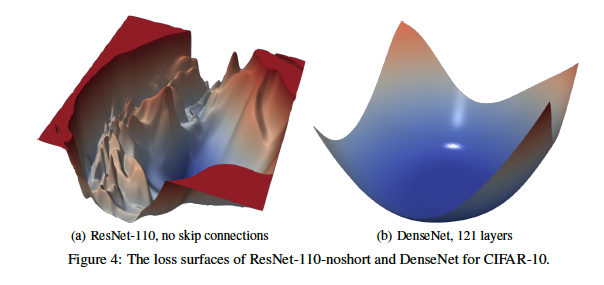 (a) ResNet-110, no skip connections
(b) DenseNet, 121 layers
Figure 4: The loss surfaces of ResNet-110-noshort and DenseNet for CIFAR-10.